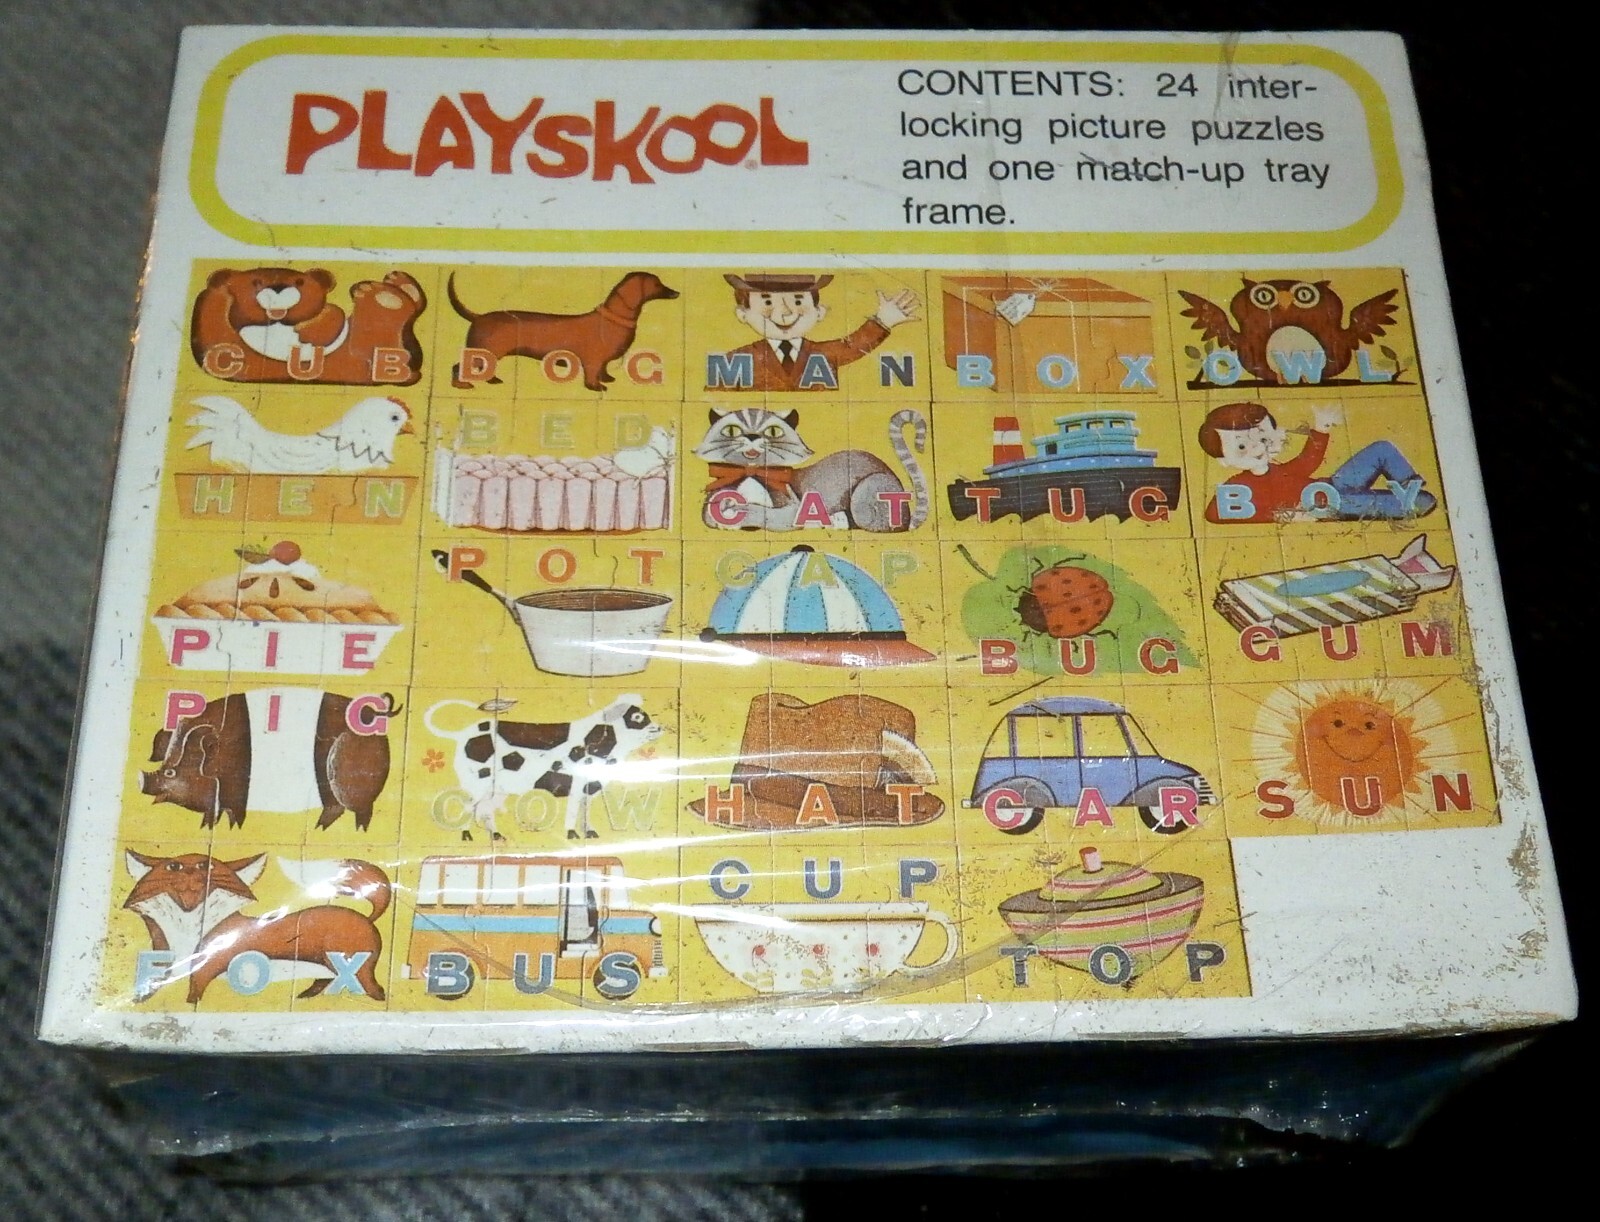 PLAYSKOOL
CONTENTS: 24 inter-
locking picture puzzles
and one match-up tray
frame.
CUB DOG MAN BOX OWL
HEN BED CAT TUG BOY
PIE POT CAP BUG GUM
PIG COW HAT CAR SUN
FOX BUS CUP TOP